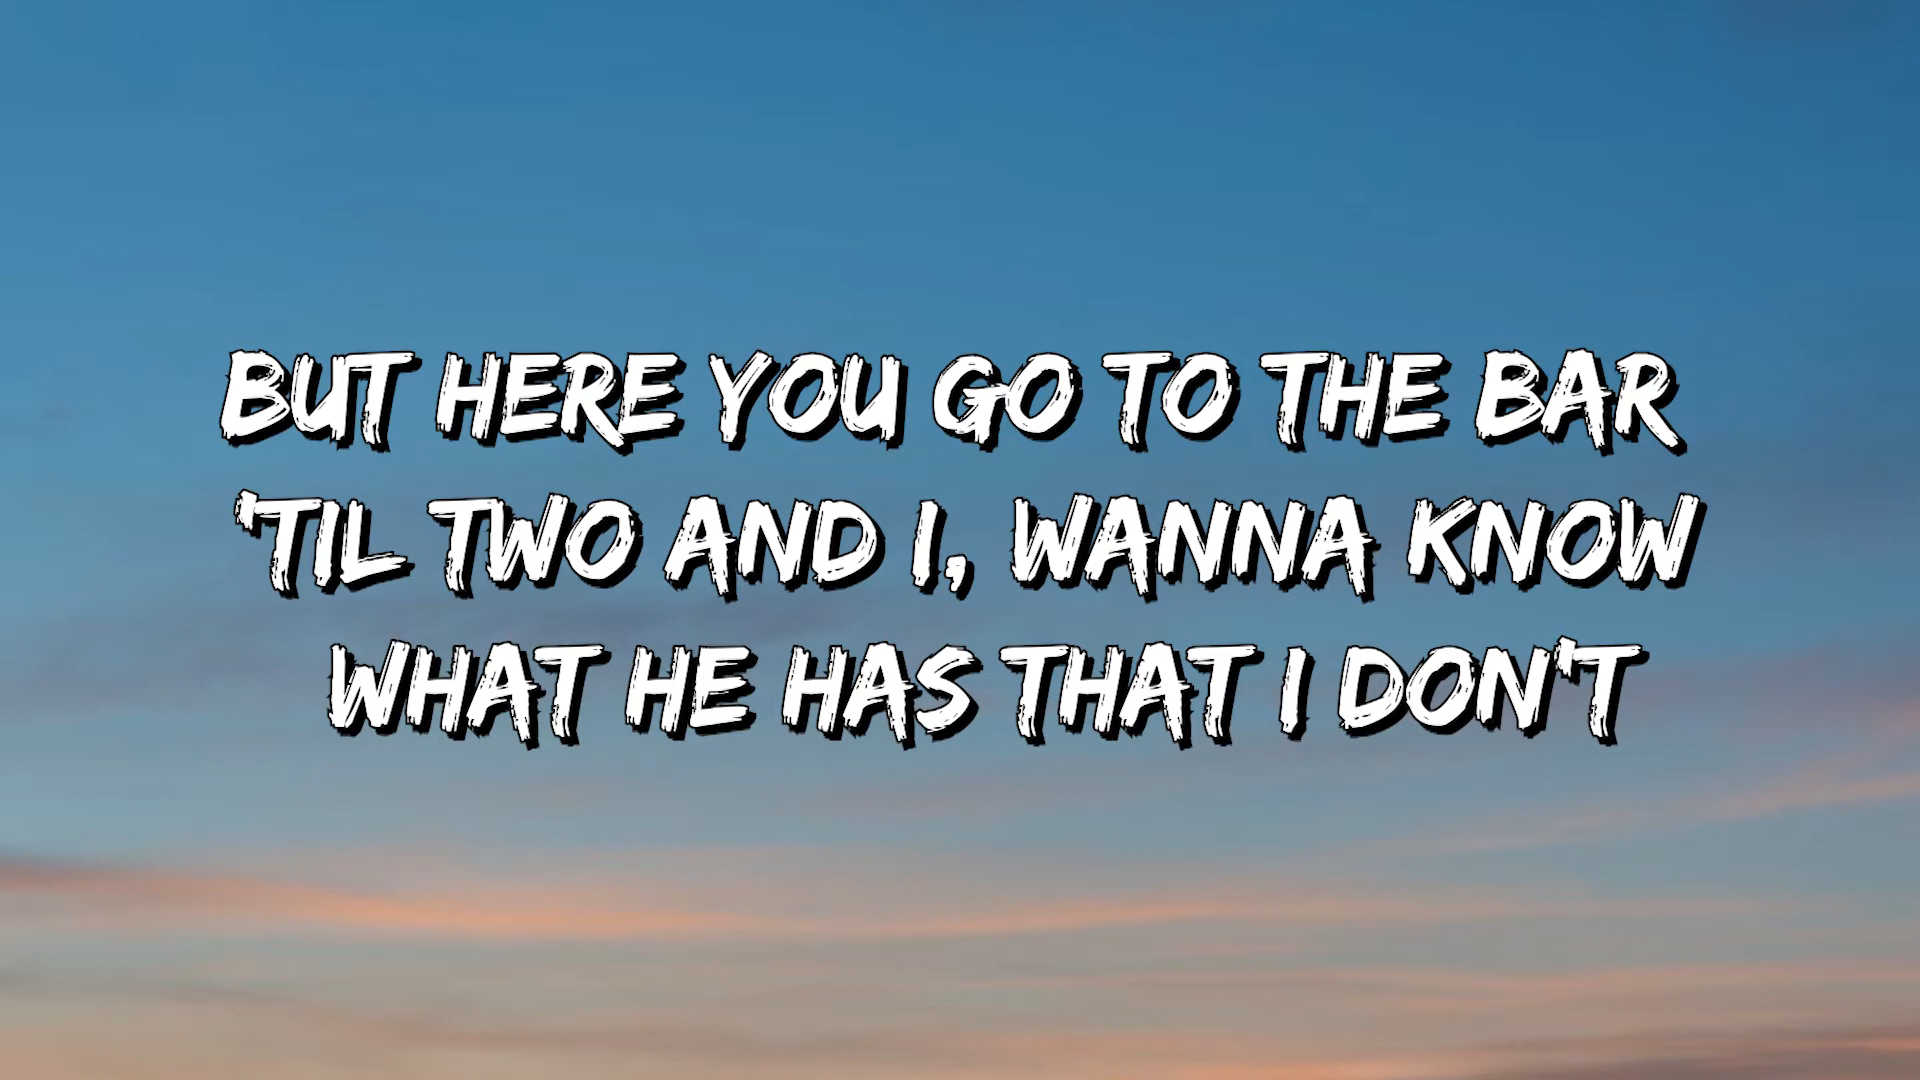 BUT HERE YOU GO TO THE BAR
'TIL TWO AND I, WANNA KNOW
WHAT HE HAS THAT I DON'T